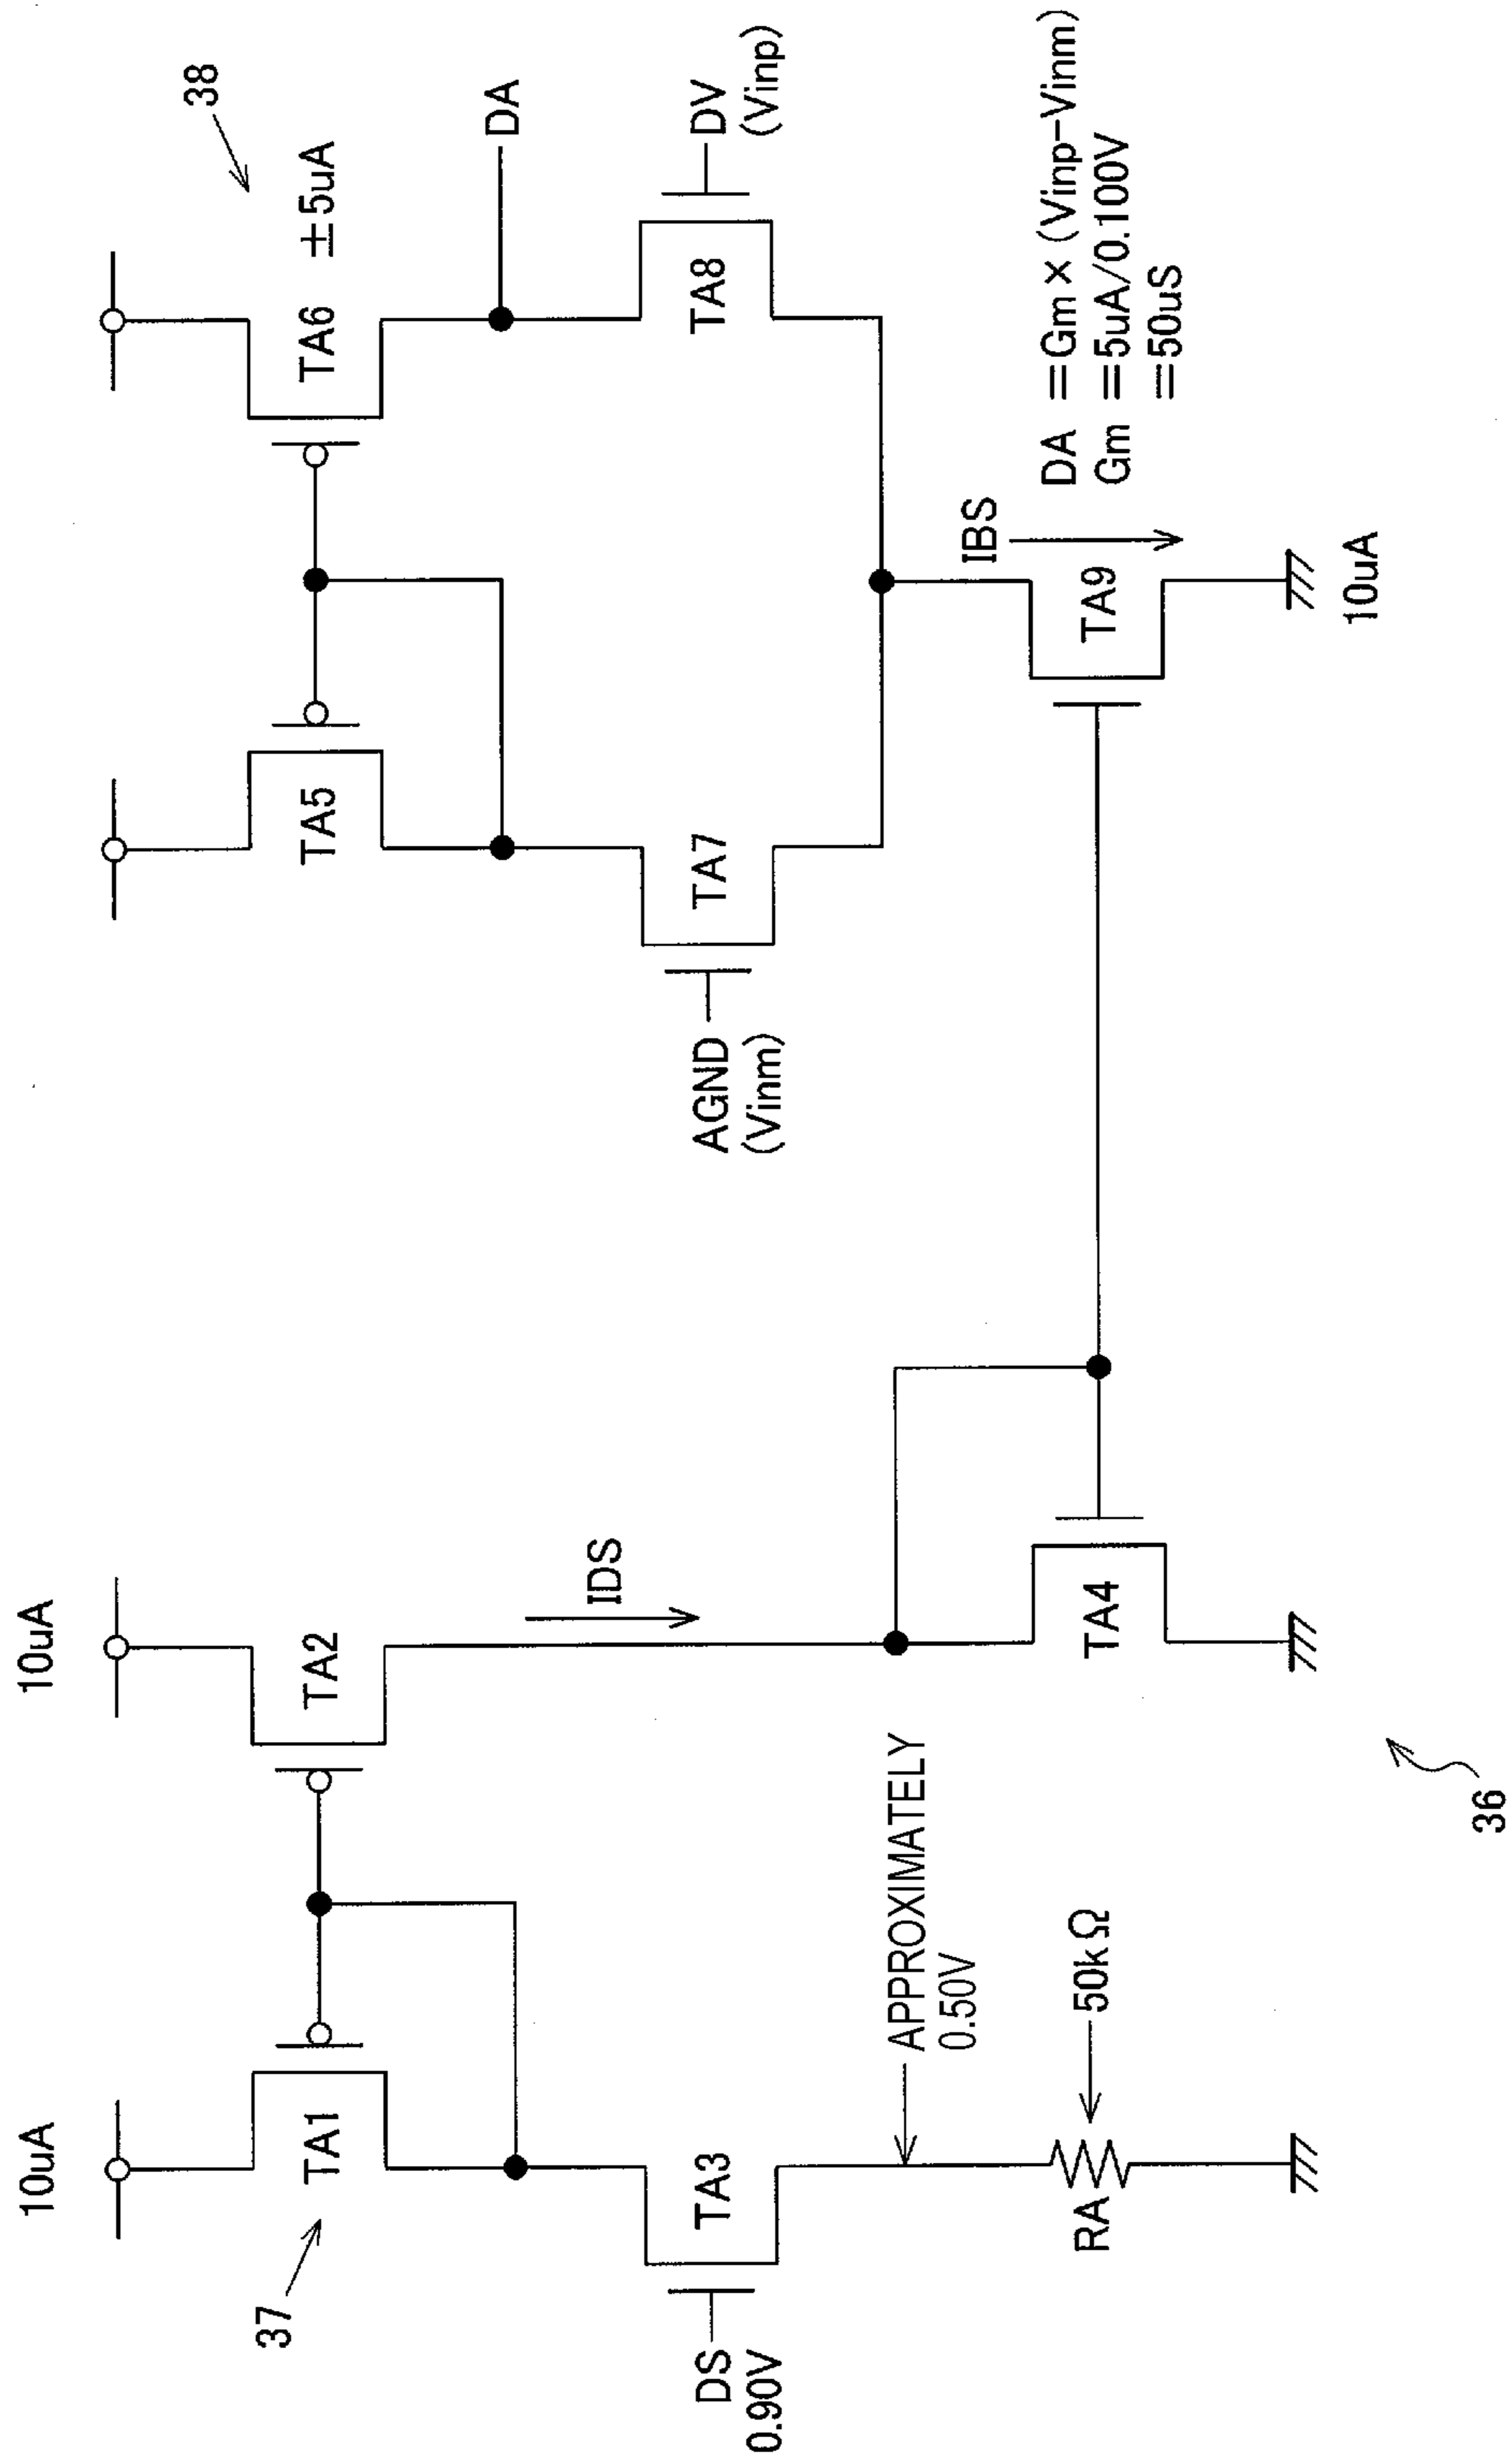 10uA
10uA
38
37
TA1
TA2
TA5
TA6
±5uA
IDS
DA
DS
0.90V
TA3
AGND
(Vinm)
TA7
TA8
DV
(Vinp)
APPROXIMATELY
0.50V
IBS
RA
50kΩ
TA4
TA9
DA =Gm×(Vinp−Vinm)
Gm =5uA/0.100V
=50uS
10uA
36